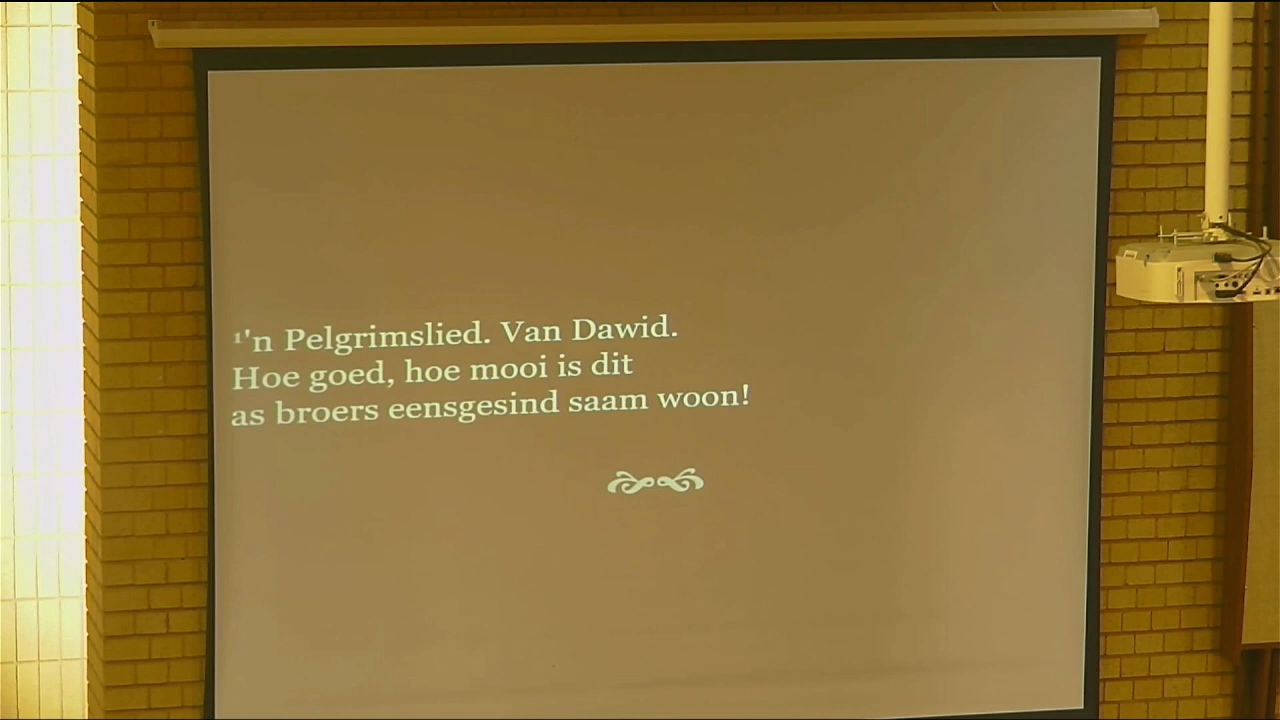 ¹'n Pelgrimslied. Van Dawid.
Hoe goed, hoe mooi is dit
as broers eensgesind saam woon!